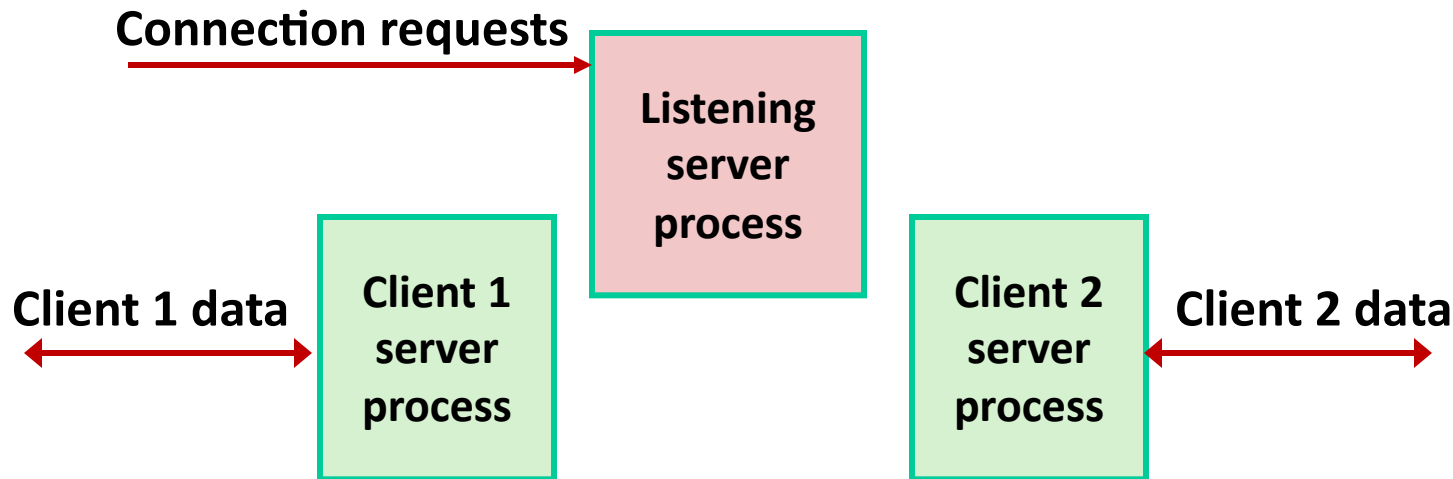 Connection requests
Listening
server
process
Client 1 data
Client 1
server
process
Client 2
server
process
Client 2 data